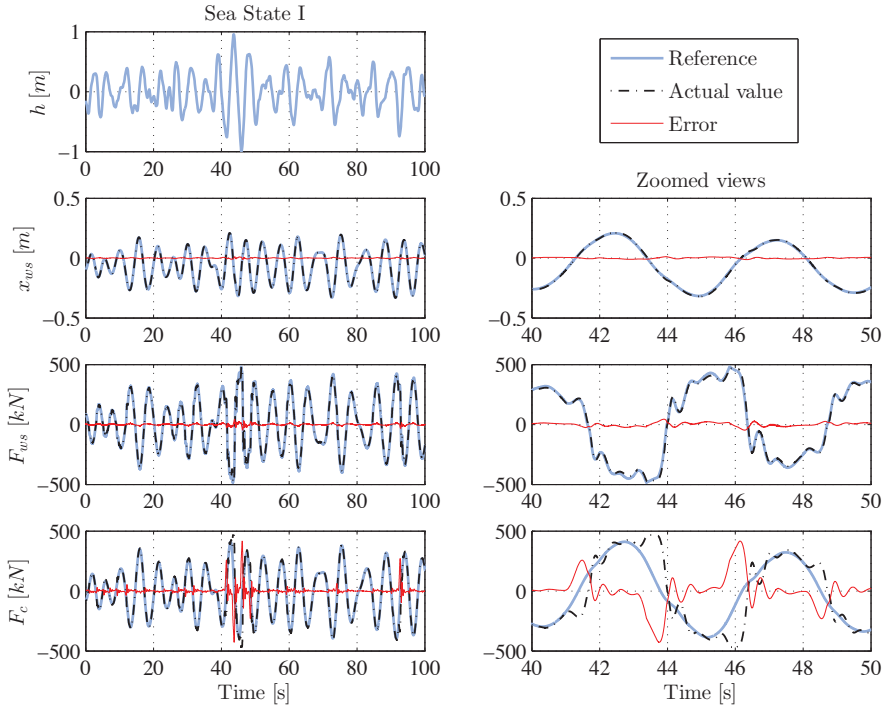 Sea State I
1
0
−1
h [m]
0 20 40 60 80 100
Reference
Actual value
Error
0.5
0
−0.5
x_ws [m]
0 20 40 60 80 100
Zoomed views
0.5
0
−0.5
40 42 44 46 48 50
500
0
−500
F_ws [kN]
0 20 40 60 80 100
500
0
−500
40 42 44 46 48 50
500
0
−500
F_c [kN]
0 20 40 60 80 100
Time [s]
500
0
−500
40 42 44 46 48 50
Time [s]